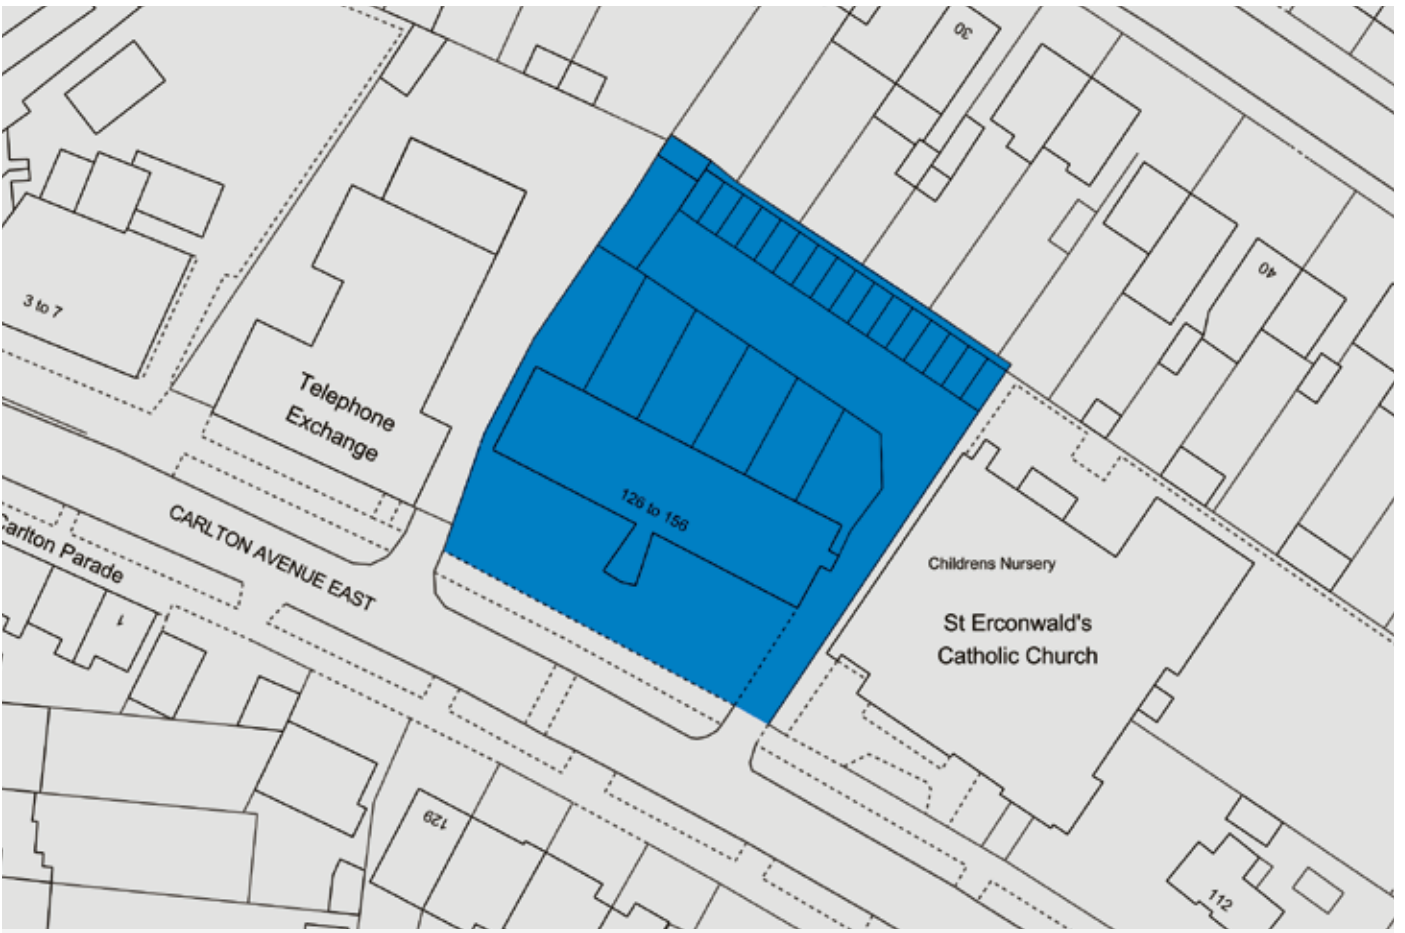 30
40
3 to 7
Telephone
Exchange
126 to 156
CARLTON AVENUE EAST
Carlton Parade
1
Childrens Nursery
St Erconwald's
Catholic Church
129
112